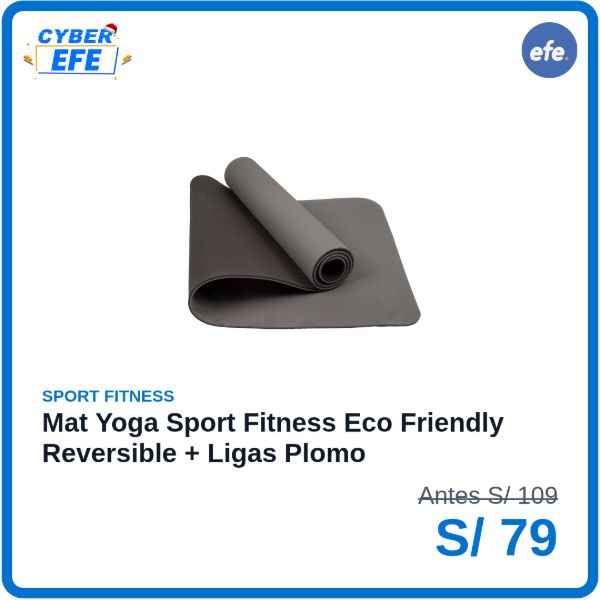 CYBER
EFE
efe.
SPORT FITNESS
Mat Yoga Sport Fitness Eco Friendly
Reversible + Ligas Plomo
Antes S/ 109
S/ 79